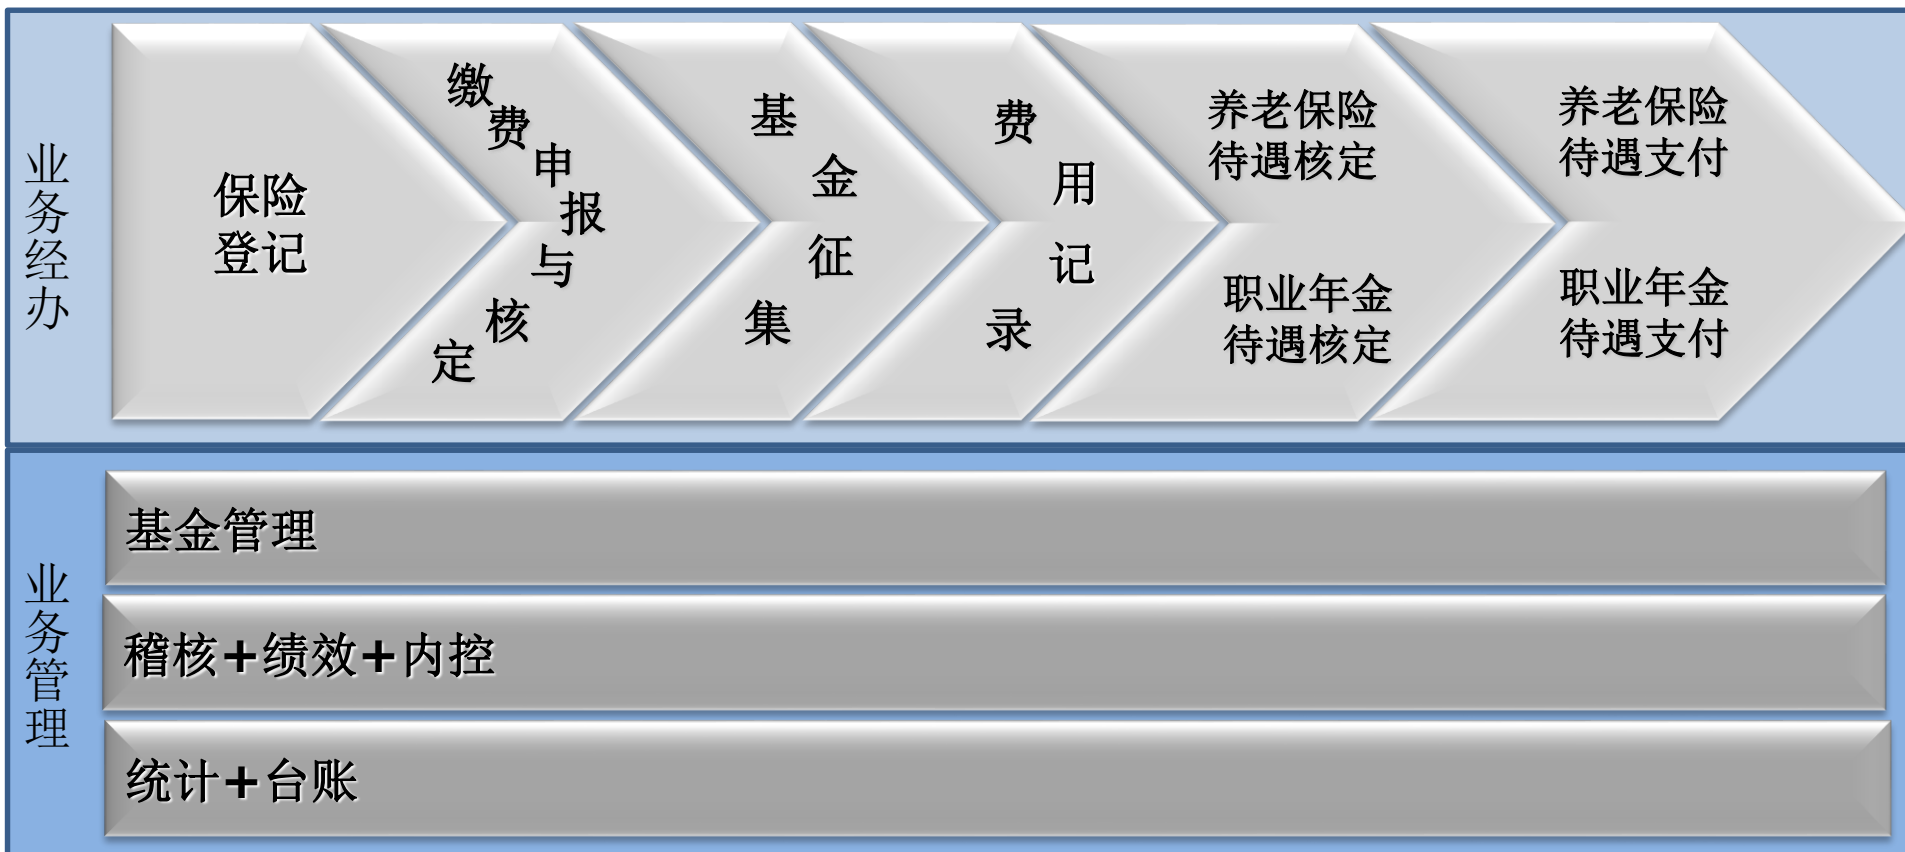 业务经办
保险
登记
缴费申报与核定
基金征集
费用记录
养老保险
待遇核定
职业年金
待遇核定
养老保险
待遇支付
职业年金
待遇支付
业务管理
基金管理
稽核+绩效+内控
统计+台账